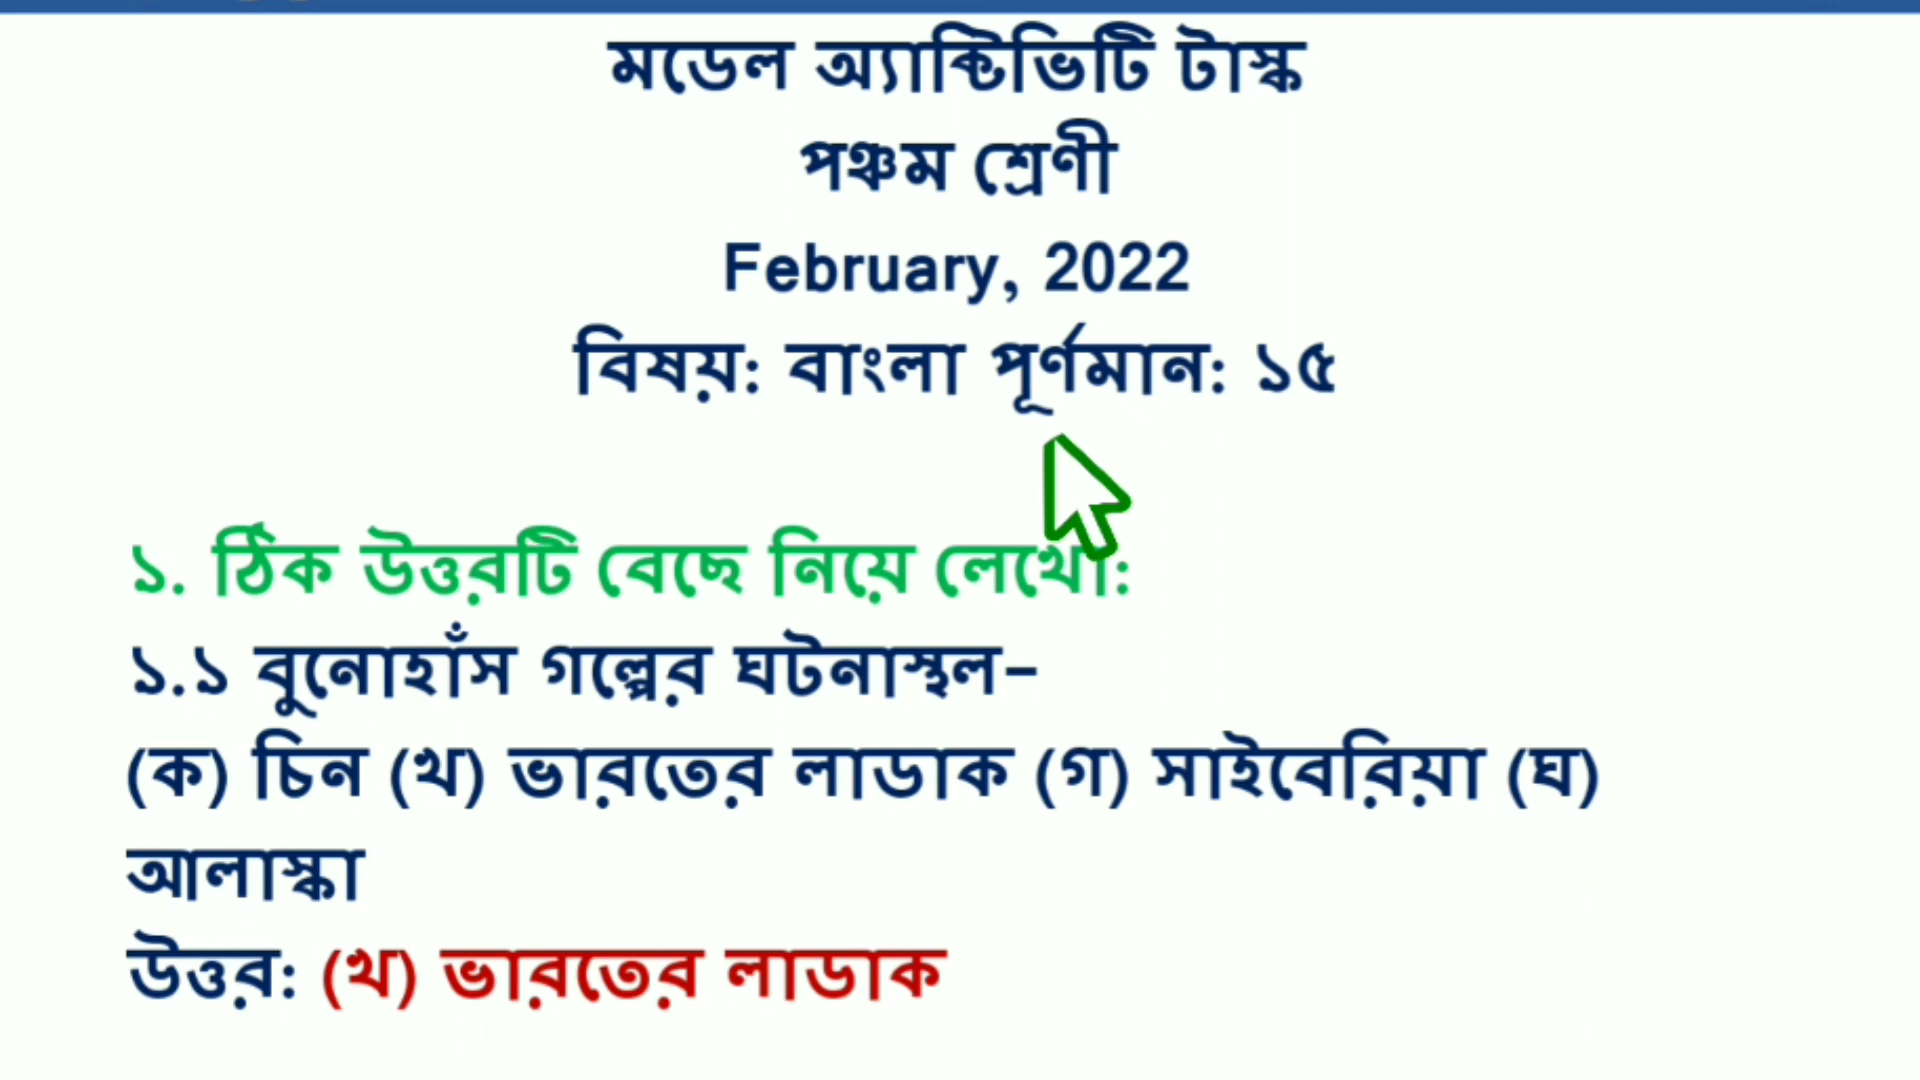 মডেল অ্যাক্টিভিটি টাস্ক
পঞ্চম শ্রেণী
February, 2022
বিষয়: বাংলা পূর্ণমান: ১৫
১. ঠিক উত্তরটি বেছে নিয়ে লেখো:
১.১ বুনোহাঁস গল্পের ঘটনাস্থল–
(ক) চিন (খ) ভারতের লাডাক (গ) সাইবেরিয়া (ঘ)
আলাস্কা
উত্তর: (খ) ভারতের লাডাক